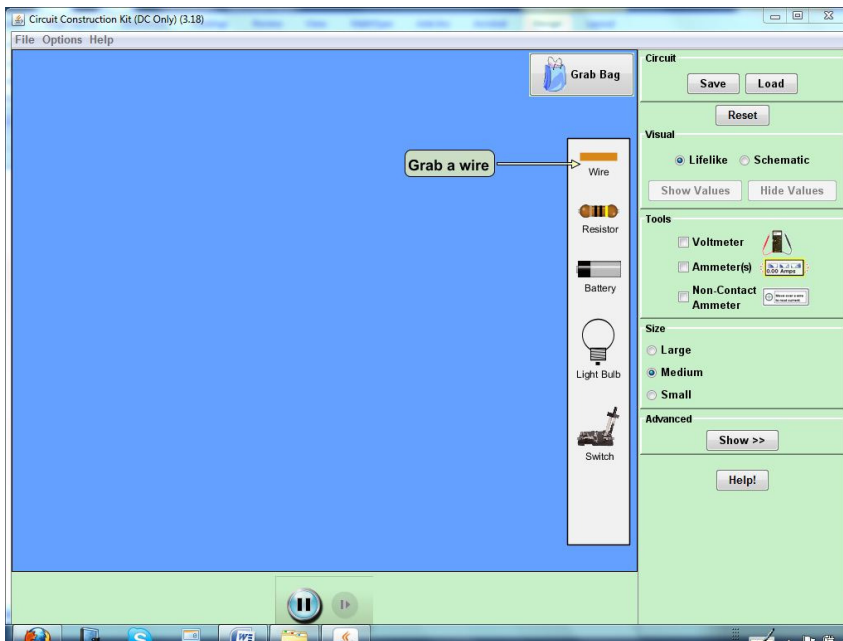 Circuit Construction Kit (DC Only) (3.18)
File Options Help
Grab Bag
Grab a wire
Wire
Resistor
Battery
Light Bulb
Switch
Circuit
Save Load
Reset
Visual
Lifelike Schematic
Show Values Hide Values
Tools
Voltmeter
Ammeter(s)
0.00 Amps
Non-Contact
Ammeter
Size
Large
Medium
Small
Advanced
Show >>
Help!